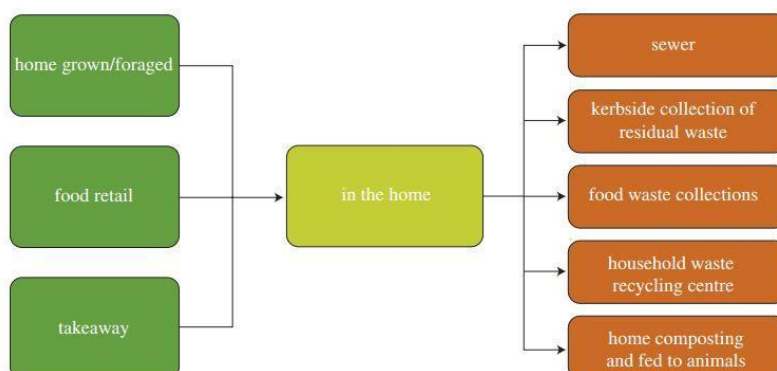 home grown/foraged
food retail
takeaway
in the home
sewer
kerbside collection of
residual waste
food waste collections
household waste
recycling centre
home composting
and fed to animals